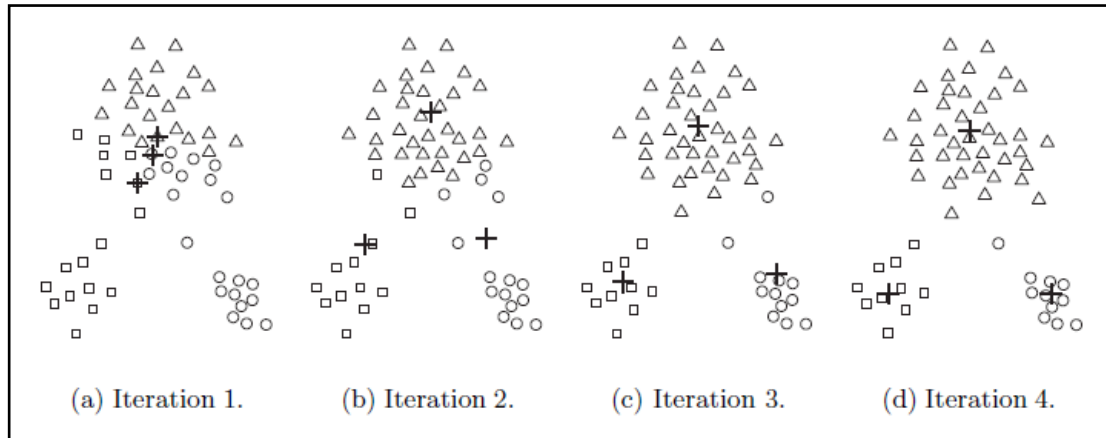 (a) Iteration 1.
(b) Iteration 2.
(c) Iteration 3.
(d) Iteration 4.